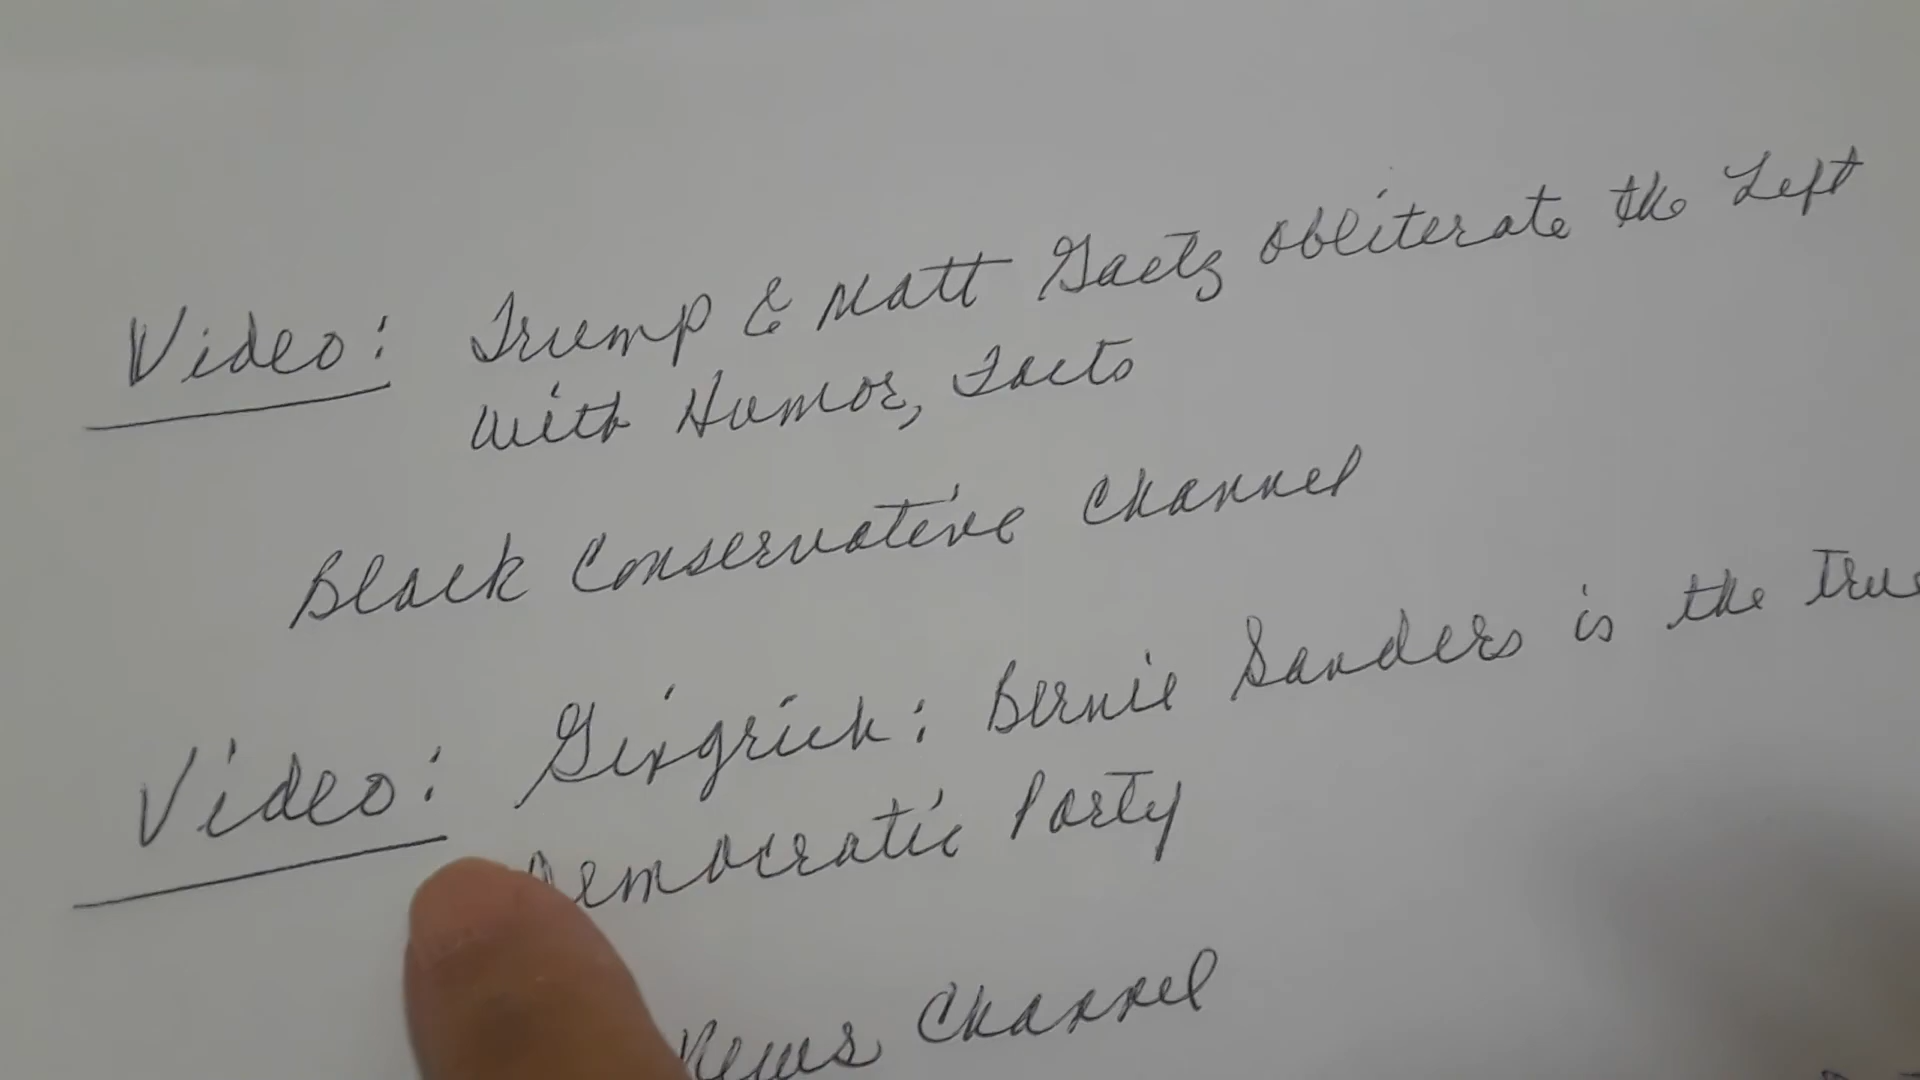 Video: Trump & Matt Gaetz obliterate the Left
with Humor, Facts
Black Conservative Channel
Video: Gingrich: Bernie Sanders is the True
Democratic Party
News Channel